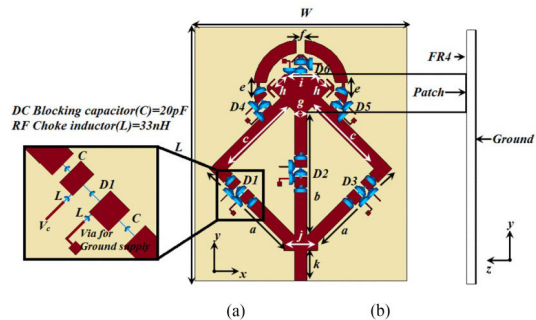 W
f
FR4
D6
e
h
i
h
e
D4
g
D5
Patch
DC Blocking capacitor(C)=20pF
RF Choke inductor(L)=33nH
L
c
c
Ground
C
L
D1
L
C
V_c
Via for
Ground supply
D1
D2
D3
b
a
a
j
k
y
x
y
z
(a)
(b)